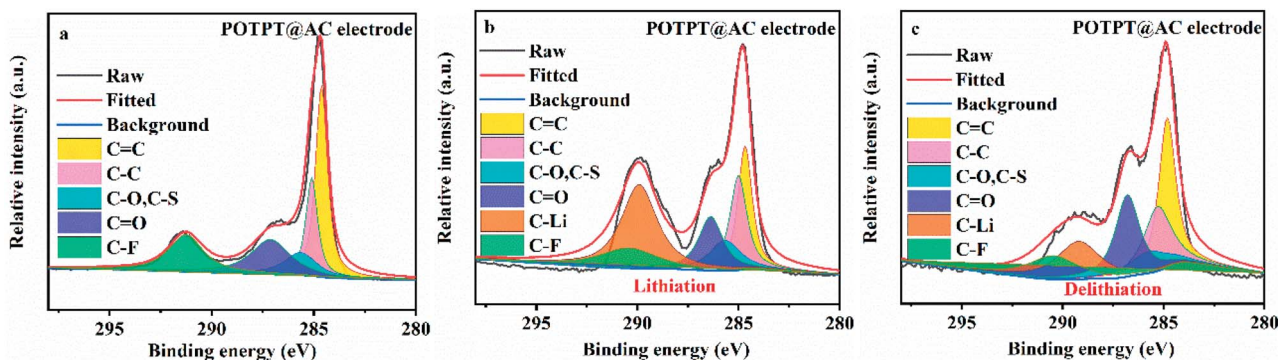 a
POTPT@AC electrode
Raw
Fitted
Background
C=C
C-C
C-O,C-S
C=O
C-F
Relative intensity (a.u.)
295
290
285
280
Binding energy (eV)
b
POTPT@AC electrode
Raw
Fitted
Background
C=C
C-C
C-O,C-S
C=O
C-Li
C-F
Lithiation
Relative intensity (a.u.)
295
290
285
280
Binding energy (eV)
c
POTPT@AC electrode
Raw
Fitted
Background
C=C
C-C
C-O,C-S
C=O
C-Li
C-F
Delithiation
Relative intensity (a.u.)
295
290
285
280
Binding energy (eV)